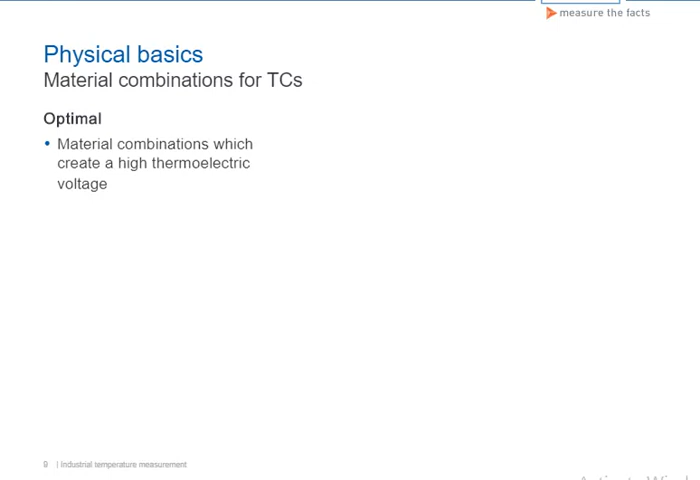 measure the facts
Physical basics
Material combinations for TCs
Optimal
• Material combinations which
create a high thermoelectric
voltage
9 | Industrial temperature measurement